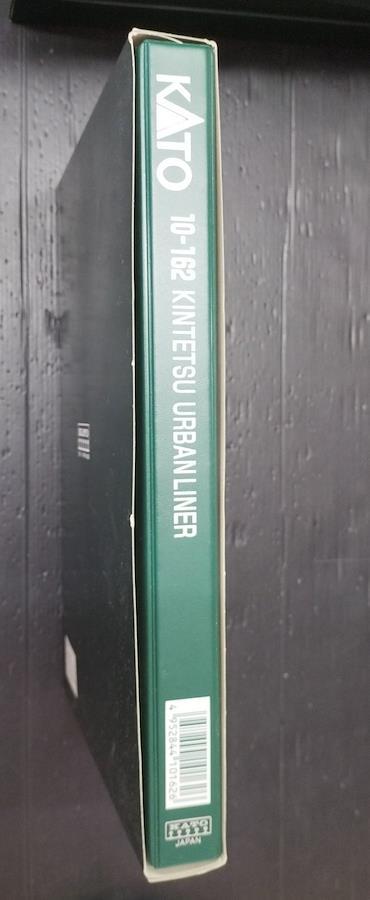 KATO
10-162 KINTETSU URBAN LINER
4 952844 101626
KATO
JAPAN